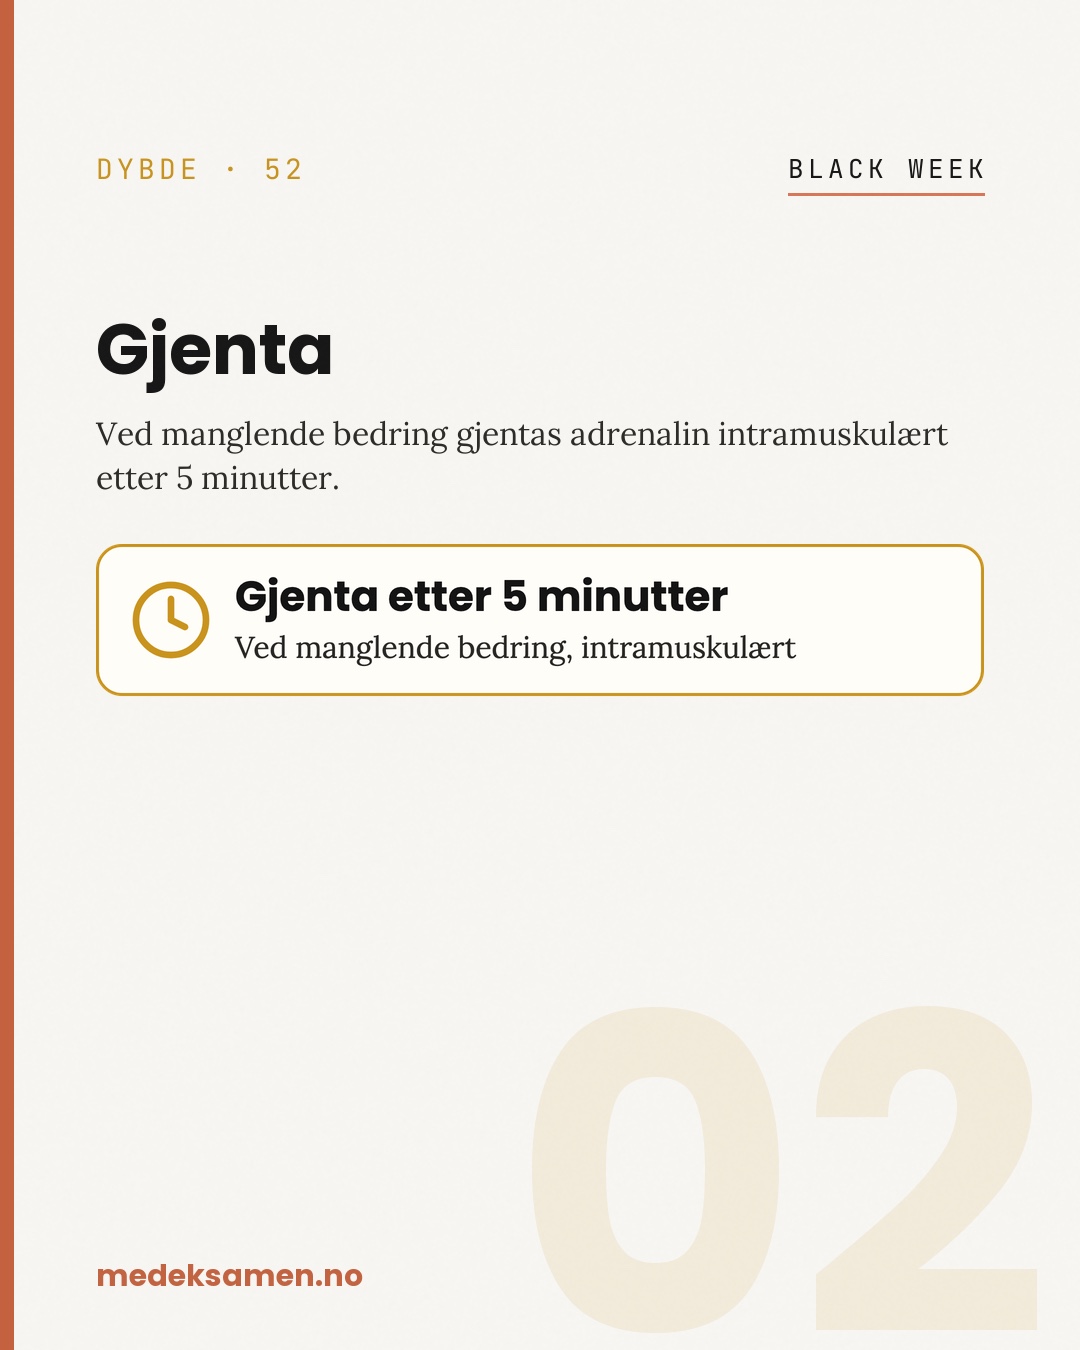 DYBDE · 52
BLACK WEEK
Gjenta
Ved manglende bedring gjentas adrenalin intramuskulært
etter 5 minutter.
Gjenta etter 5 minutter
Ved manglende bedring, intramuskulært
02
medeksamen.no